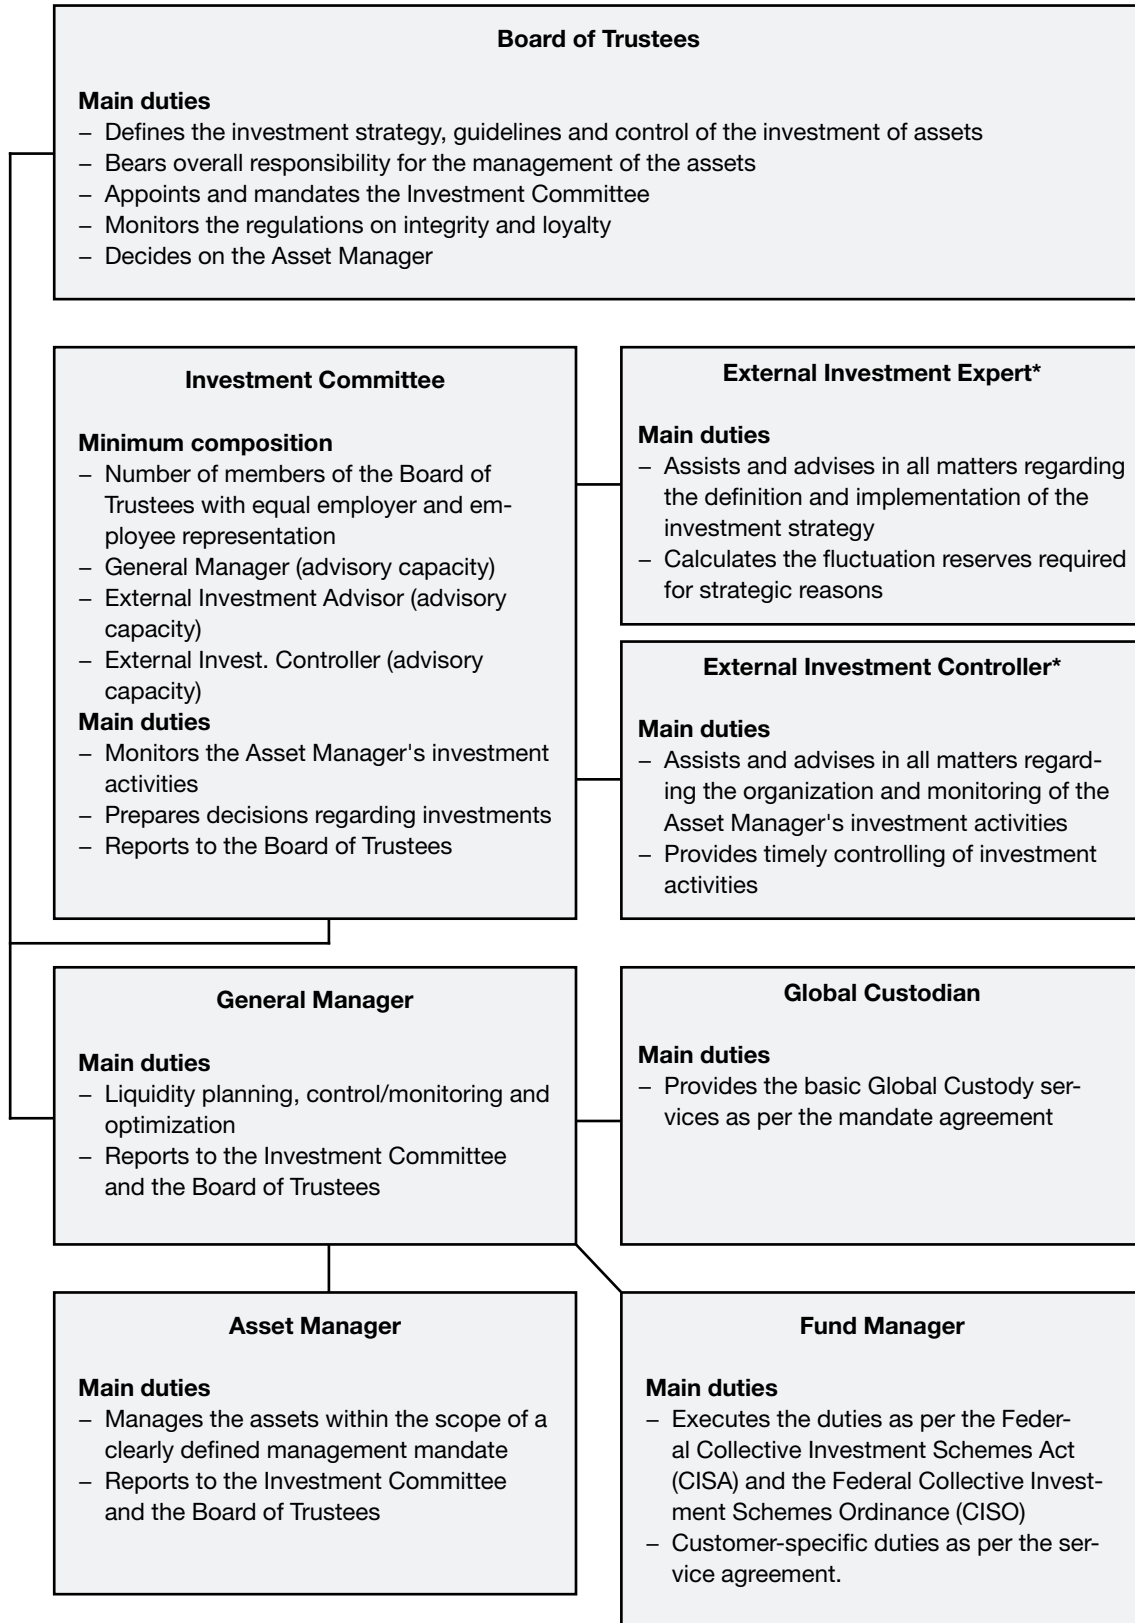 Board of Trustees
Main duties
– Defines the investment strategy, guidelines and control of the investment of assets
– Bears overall responsibility for the management of the assets
– Appoints and mandates the Investment Committee
– Monitors the regulations on integrity and loyalty
– Decides on the Asset Manager
Investment Committee
Minimum composition
– Number of members of the Board of
Trustees with equal employer and em-
ployee representation
– General Manager (advisory capacity)
– External Investment Advisor (advisory
capacity)
– External Invest. Controller (advisory
capacity)
Main duties
– Monitors the Asset Manager's investment
activities
– Prepares decisions regarding investments
– Reports to the Board of Trustees
External Investment Expert*
Main duties
– Assists and advises in all matters regarding
the definition and implementation of the
investment strategy
– Calculates the fluctuation reserves required
for strategic reasons
External Investment Controller*
Main duties
– Assists and advises in all matters regard-
ing the organization and monitoring of the
Asset Manager's investment activities
– Provides timely controlling of investment
activities
General Manager
Main duties
– Liquidity planning, control/monitoring and
optimization
– Reports to the Investment Committee
and the Board of Trustees
Global Custodian
Main duties
– Provides the basic Global Custody ser-
vices as per the mandate agreement
Asset Manager
Main duties
– Manages the assets within the scope of a
clearly defined management mandate
– Reports to the Investment Committee
and the Board of Trustees
Fund Manager
Main duties
– Executes the duties as per the Feder-
al Collective Investment Schemes Act
(CISA) and the Federal Collective Invest-
ment Schemes Ordinance (CISO)
– Customer-specific duties as per the ser-
vice agreement.